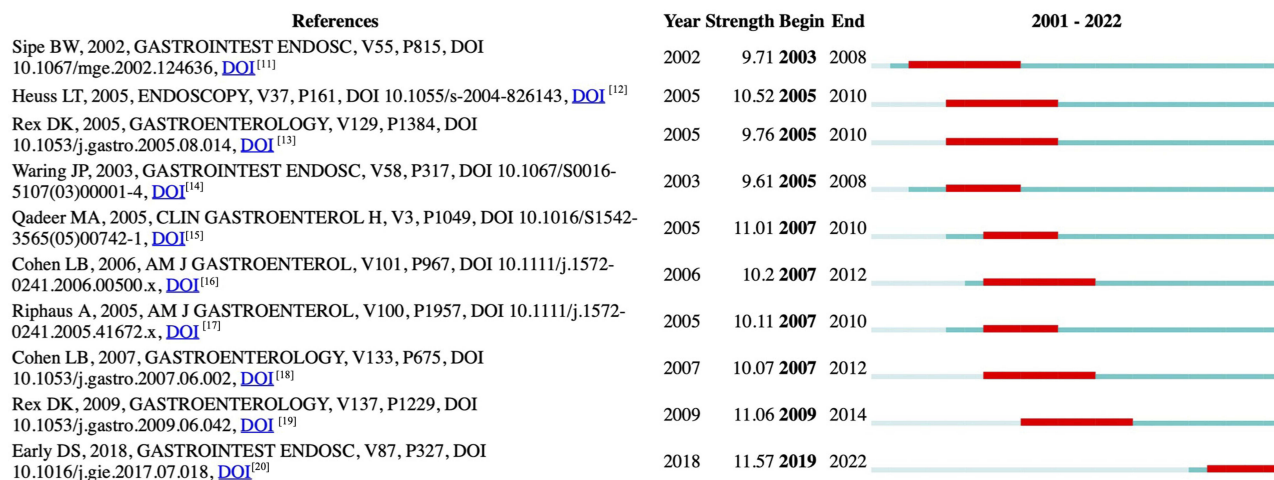 References Year Strength Begin End 2001 - 2022
Sipe BW, 2002, GASTROINTEST ENDOSC, V55, P815, DOI
10.1067/mge.2002.124636, DOI[11] 2002 9.71 2003 2008
Heuss LT, 2005, ENDOSCOPY, V37, P161, DOI 10.1055/s-2004-826143, DOI [12] 2005 10.52 2005 2010
Rex DK, 2005, GASTROENTEROLOGY, V129, P1384, DOI
10.1053/j.gastro.2005.08.014, DOI [13] 2005 9.76 2005 2010
Waring JP, 2003, GASTROINTEST ENDOSC, V58, P317, DOI 10.1067/S0016-
5107(03)00001-4, DOI[14] 2003 9.61 2005 2008
Qadeer MA, 2005, CLIN GASTROENTEROL H, V3, P1049, DOI 10.1016/S1542-
3565(05)00742-1, DOI[15] 2005 11.01 2007 2010
Cohen LB, 2006, AM J GASTROENTEROL, V101, P967, DOI 10.1111/j.1572-
0241.2006.00500.x, DOI[16] 2006 10.2 2007 2012
Riphaus A, 2005, AM J GASTROENTEROL, V100, P1957, DOI 10.1111/j.1572-
0241.2005.41672.x, DOI [17] 2005 10.11 2007 2010
Cohen LB, 2007, GASTROENTEROLOGY, V133, P675, DOI
10.1053/j.gastro.2007.06.002, DOI[18] 2007 10.07 2007 2012
Rex DK, 2009, GASTROENTEROLOGY, V137, P1229, DOI
10.1053/j.gastro.2009.06.042, DOI [19] 2009 11.06 2009 2014
Early DS, 2018, GASTROINTEST ENDOSC, V87, P327, DOI
10.1016/j.gie.2017.07.018, DOI[20] 2018 11.57 2019 2022